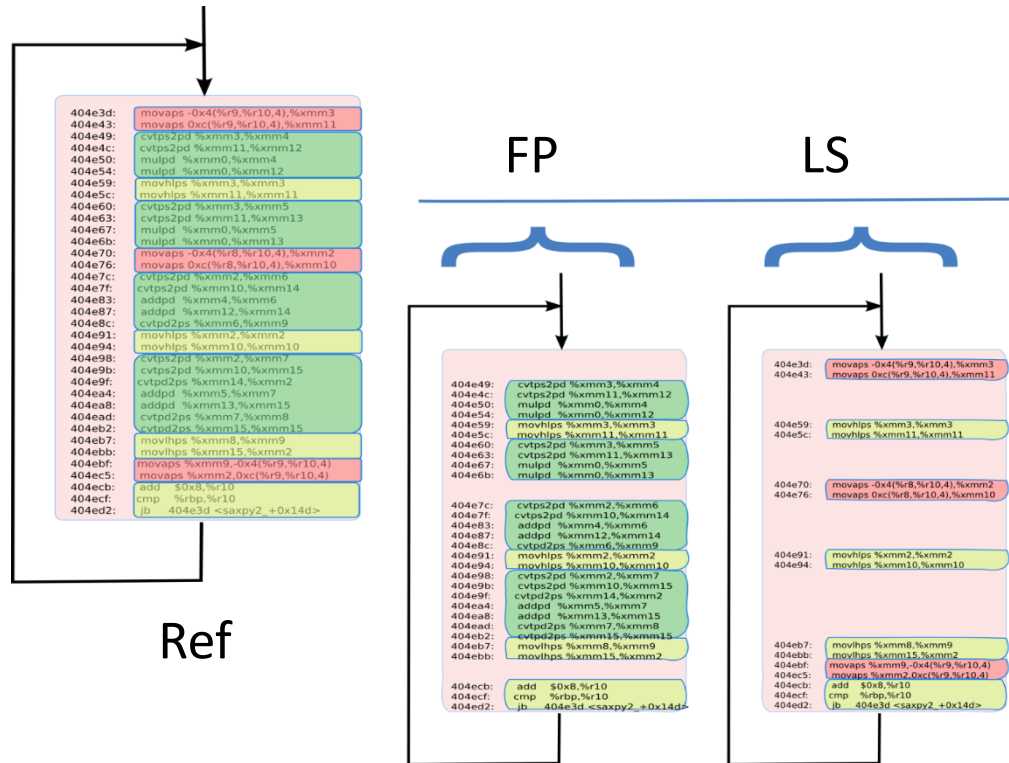 404e3d: movaps -0x4(%r9,%r10,4),%xmm3
404e43: movaps 0xc(%r9,%r10,4),%xmm11
404e49: cvtps2pd %xmm3,%xmm4
404e4c: cvtps2pd %xmm11,%xmm12
404e50: mulpd %xmm0,%xmm4
404e54: mulpd %xmm0,%xmm12
404e59: movhlps %xmm3,%xmm3
404e5c: movhlps %xmm11,%xmm11
404e60: cvtps2pd %xmm3,%xmm5
404e63: cvtps2pd %xmm11,%xmm13
404e67: mulpd %xmm0,%xmm5
404e6b: mulpd %xmm0,%xmm13
404e70: movaps -0x4(%r8,%r10,4),%xmm2
404e76: movaps 0xc(%r8,%r10,4),%xmm10
404e7c: cvtps2pd %xmm2,%xmm6
404e7f: cvtps2pd %xmm10,%xmm14
404e83: addpd %xmm4,%xmm6
404e87: addpd %xmm12,%xmm14
404e8c: cvtpd2ps %xmm6,%xmm9
404e91: movhlps %xmm2,%xmm2
404e94: movhlps %xmm10,%xmm10
404e98: cvtps2pd %xmm2,%xmm7
404e9b: cvtps2pd %xmm10,%xmm15
404e9f: cvtpd2ps %xmm14,%xmm2
404ea4: addpd %xmm5,%xmm7
404ea8: addpd %xmm13,%xmm15
404ead: cvtpd2ps %xmm7,%xmm8
404eb2: cvtpd2ps %xmm15,%xmm15
404eb7: movlhps %xmm8,%xmm9
404ebb: movlhps %xmm15,%xmm2
404ebf: movaps %xmm9,-0x4(%r9,%r10,4)
404ec5: movaps %xmm2,0xc(%r9,%r10,4)
404ecb: add $0x8,%r10
404ecf: cmp %rbp,%r10
404ed2: jb 404e3d <saxpy2_+0x14d>
Ref
FP
404e49: cvtps2pd %xmm3,%xmm4
404e4c: cvtps2pd %xmm11,%xmm12
404e50: mulpd %xmm0,%xmm4
404e54: mulpd %xmm0,%xmm12
404e59: movhlps %xmm3,%xmm3
404e5c: movhlps %xmm11,%xmm11
404e60: cvtps2pd %xmm3,%xmm5
404e63: cvtps2pd %xmm11,%xmm13
404e67: mulpd %xmm0,%xmm5
404e6b: mulpd %xmm0,%xmm13
404e7c: cvtps2pd %xmm2,%xmm6
404e7f: cvtps2pd %xmm10,%xmm14
404e83: addpd %xmm4,%xmm6
404e87: addpd %xmm12,%xmm14
404e8c: cvtpd2ps %xmm6,%xmm9
404e91: movhlps %xmm2,%xmm2
404e94: movhlps %xmm10,%xmm10
404e98: cvtps2pd %xmm2,%xmm7
404e9b: cvtps2pd %xmm10,%xmm15
404e9f: cvtpd2ps %xmm14,%xmm2
404ea4: addpd %xmm5,%xmm7
404ea8: addpd %xmm13,%xmm15
404ead: cvtpd2ps %xmm7,%xmm8
404eb2: cvtpd2ps %xmm15,%xmm15
404eb7: movlhps %xmm8,%xmm9
404ebb: movlhps %xmm15,%xmm2
404ecb: add $0x8,%r10
404ecf: cmp %rbp,%r10
404ed2: jb 404e3d <saxpy2_+0x14d>
LS
404e3d: movaps -0x4(%r9,%r10,4),%xmm3
404e43: movaps 0xc(%r9,%r10,4),%xmm11
404e59: movhlps %xmm3,%xmm3
404e5c: movhlps %xmm11,%xmm11
404e70: movaps -0x4(%r8,%r10,4),%xmm2
404e76: movaps 0xc(%r8,%r10,4),%xmm10
404e91: movhlps %xmm2,%xmm2
404e94: movhlps %xmm10,%xmm10
404eb7: movlhps %xmm8,%xmm9
404ebb: movlhps %xmm15,%xmm2
404ebf: movaps %xmm9,-0x4(%r9,%r10,4)
404ec5: movaps %xmm2,0xc(%r9,%r10,4)
404ecb: add $0x8,%r10
404ecf: cmp %rbp,%r10
404ed2: jb 404e3d <saxpy2_+0x14d>